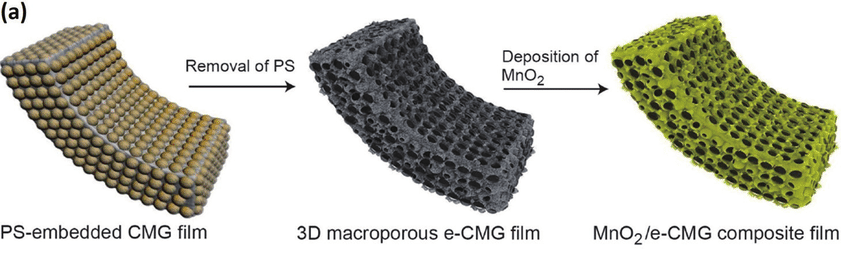 (a)
Removal of PS
Deposition of
MnO₂
PS-embedded CMG film
3D macroporous e-CMG film
MnO₂/e-CMG composite film